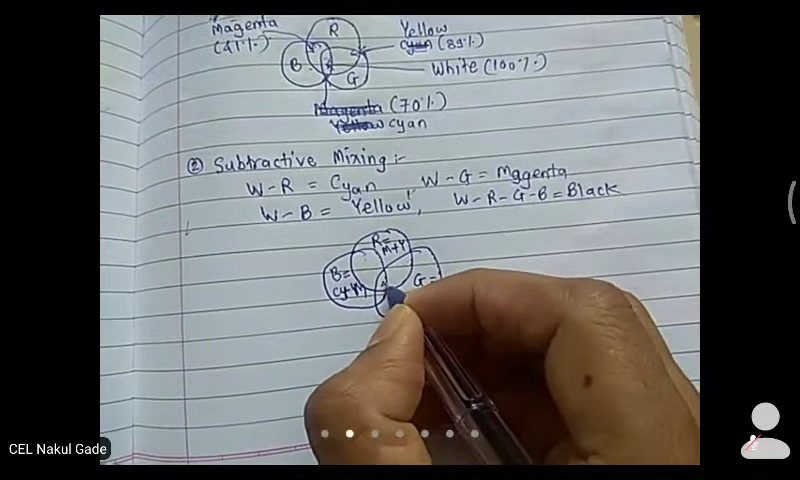 Magenta
(41%)
R
Yellow
cyan (89%)
B
G
White (100%)
Magenta (70%)
Yellow cyan
② Subtractive Mixing :-
W-R = Cyan W-G = Magenta
W-B = Yellow, W-R-G-B = Black
R=
M+Y
B=
Cy+M
G=
CEL Nakul Gade